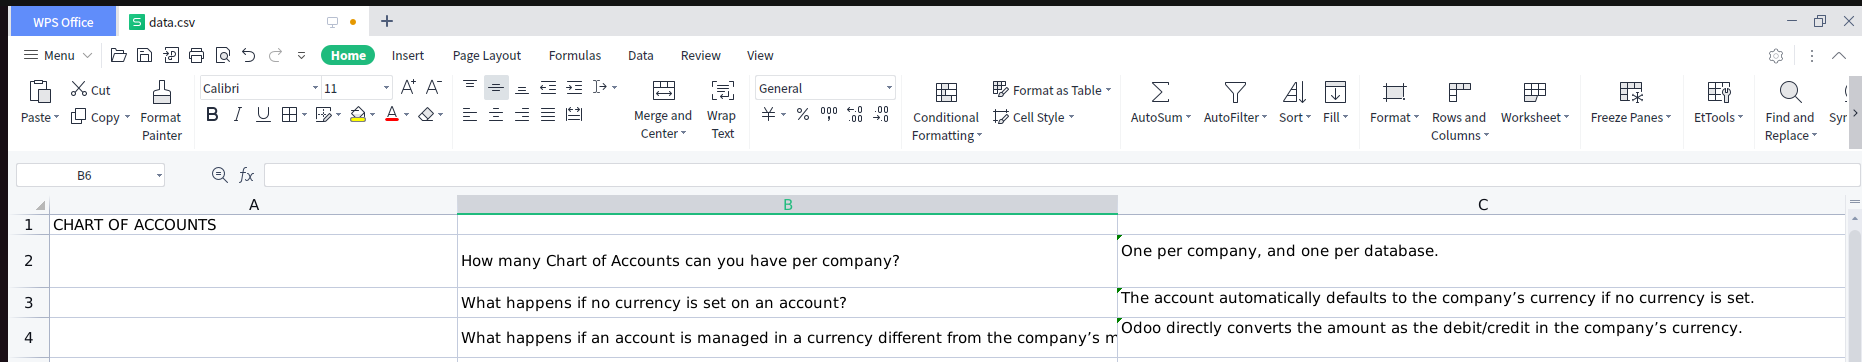 WPS Office data.csv
Menu Home Insert Page Layout Formulas Data Review View
Calibri 11 General
Cut Format as Table
Paste Copy Format Painter Merge and Center Wrap Text Conditional Formatting Cell Style AutoSum AutoFilter Sort Fill Format Rows and Columns Worksheet Freeze Panes EtTools Find and Replace
B I U A ¥ % 000 .0 .00 .00 .0
B6 fx
A B C
1 CHART OF ACCOUNTS
2 How many Chart of Accounts can you have per company? One per company, and one per database.
3 What happens if no currency is set on an account? The account automatically defaults to the company’s currency if no currency is set.
4 What happens if an account is managed in a currency different from the company’s m Odoo directly converts the amount as the debit/credit in the company’s currency.